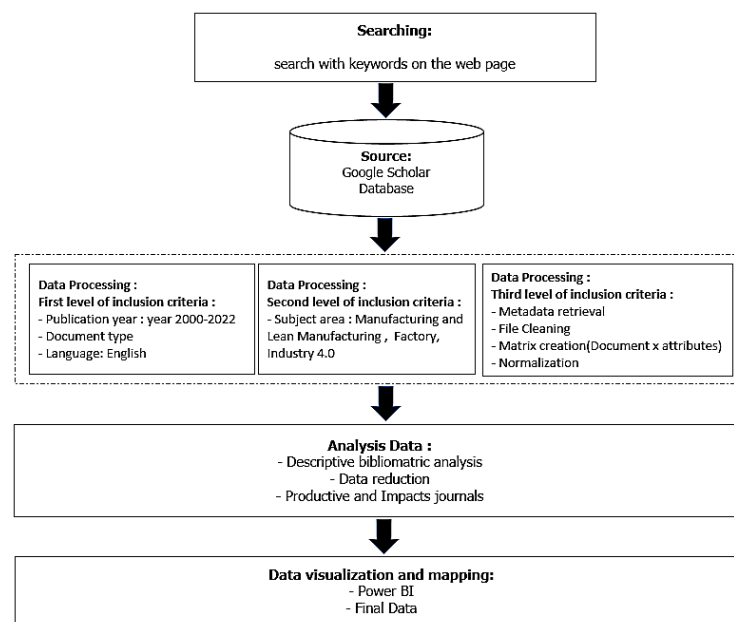 Searching:
search with keywords on the web page
Source:
Google Scholar
Database
Data Processing :
First level of inclusion criteria :
- Publication year : year 2000-2022
- Document type
- Language: English
Data Processing :
Second level of inclusion criteria :
- Subject area : Manufacturing and
Lean Manufacturing , Factory,
Industry 4.0
Data Processing :
Third level of inclusion criteria :
- Metadata retrieval
- File Cleaning
- Matrix creation(Document x attributes)
- Normalization
Analysis Data :
- Descriptive bibliomatric analysis
- Data reduction
- Productive and Impacts journals
Data visualization and mapping:
- Power BI
- Final Data